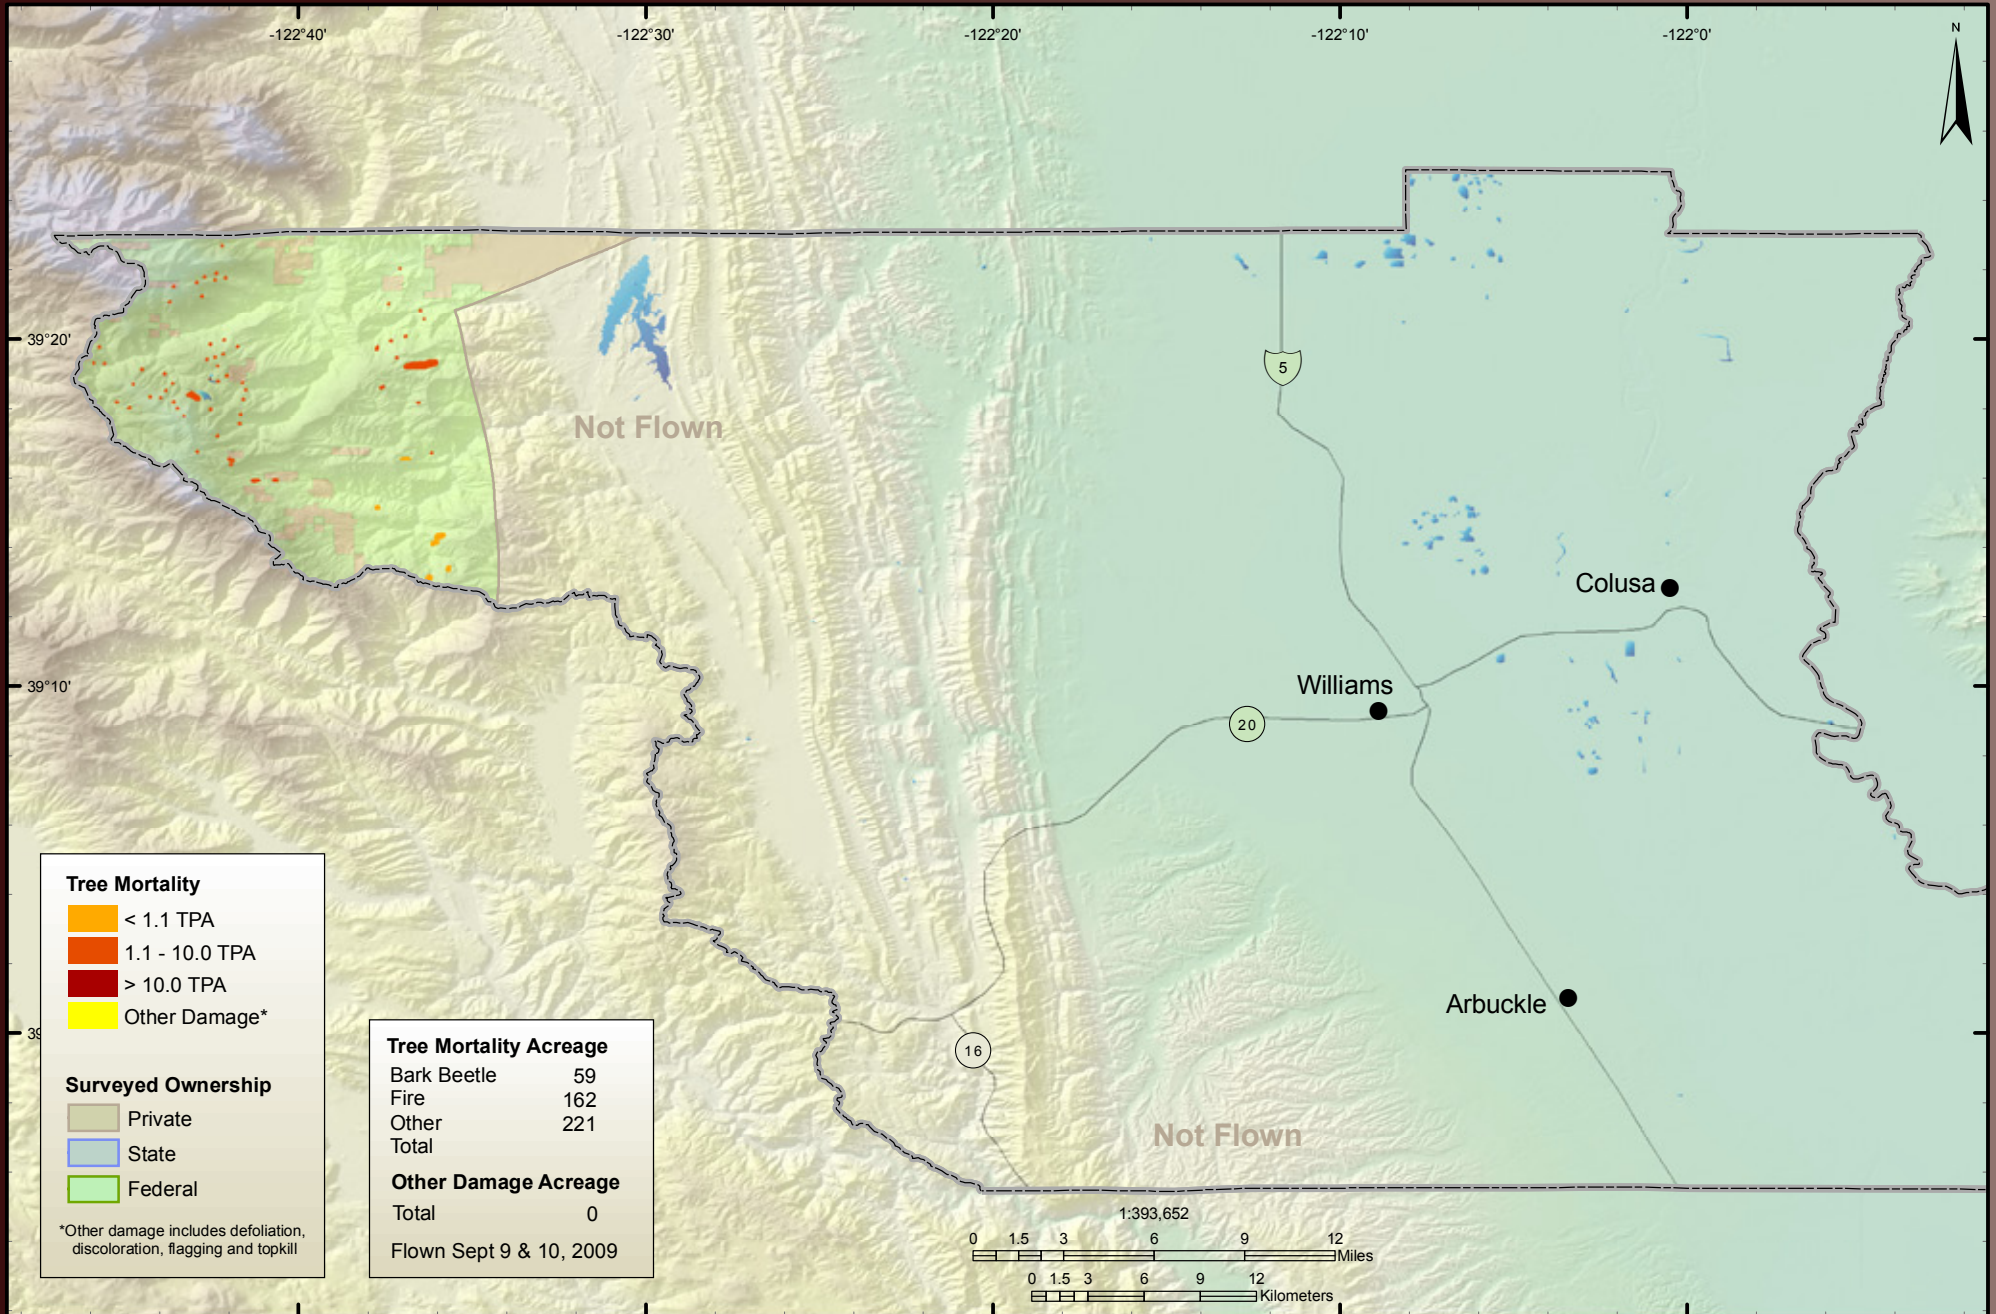 -122°40' -122°30' -122°20' -122°10' -122°0'
N
39°20'
5
Not Flown
Colusa
39°10'
Williams
20
Tree Mortality
< 1.1 TPA
1.1 - 10.0 TPA
> 10.0 TPA
Other Damage*
Surveyed Ownership
Private
State
Federal
*Other damage includes defoliation,
discoloration, flagging and topkill
39
Arbuckle
16
Tree Mortality Acreage
Bark Beetle 59
Fire 162
Other 221
Total
Other Damage Acreage
Total 0
Flown Sept 9 & 10, 2009
Not Flown
1:393,652
0 1.5 3 6 9 12
Miles
0 1.5 3 6 9 12
Kilometers